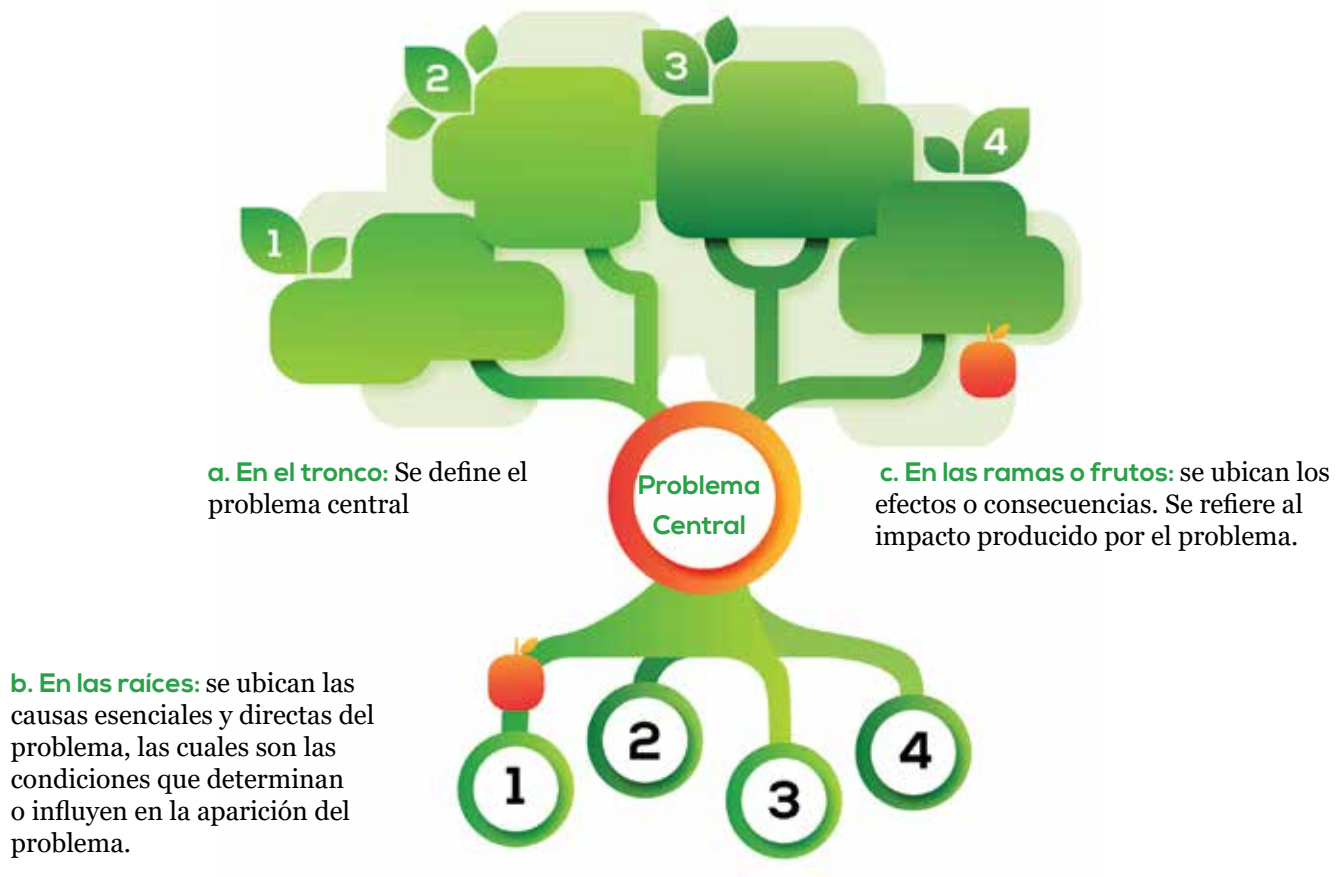 2
3
4
1
a. En el tronco: Se define el
problema central
Problema
Central
c. En las ramas o frutos: se ubican los
efectos o consecuencias. Se refiere al
impacto producido por el problema.
b. En las raíces: se ubican las
causas esenciales y directas del
problema, las cuales son las
condiciones que determinan
o influyen en la aparición del
problema.
1
2
3
4